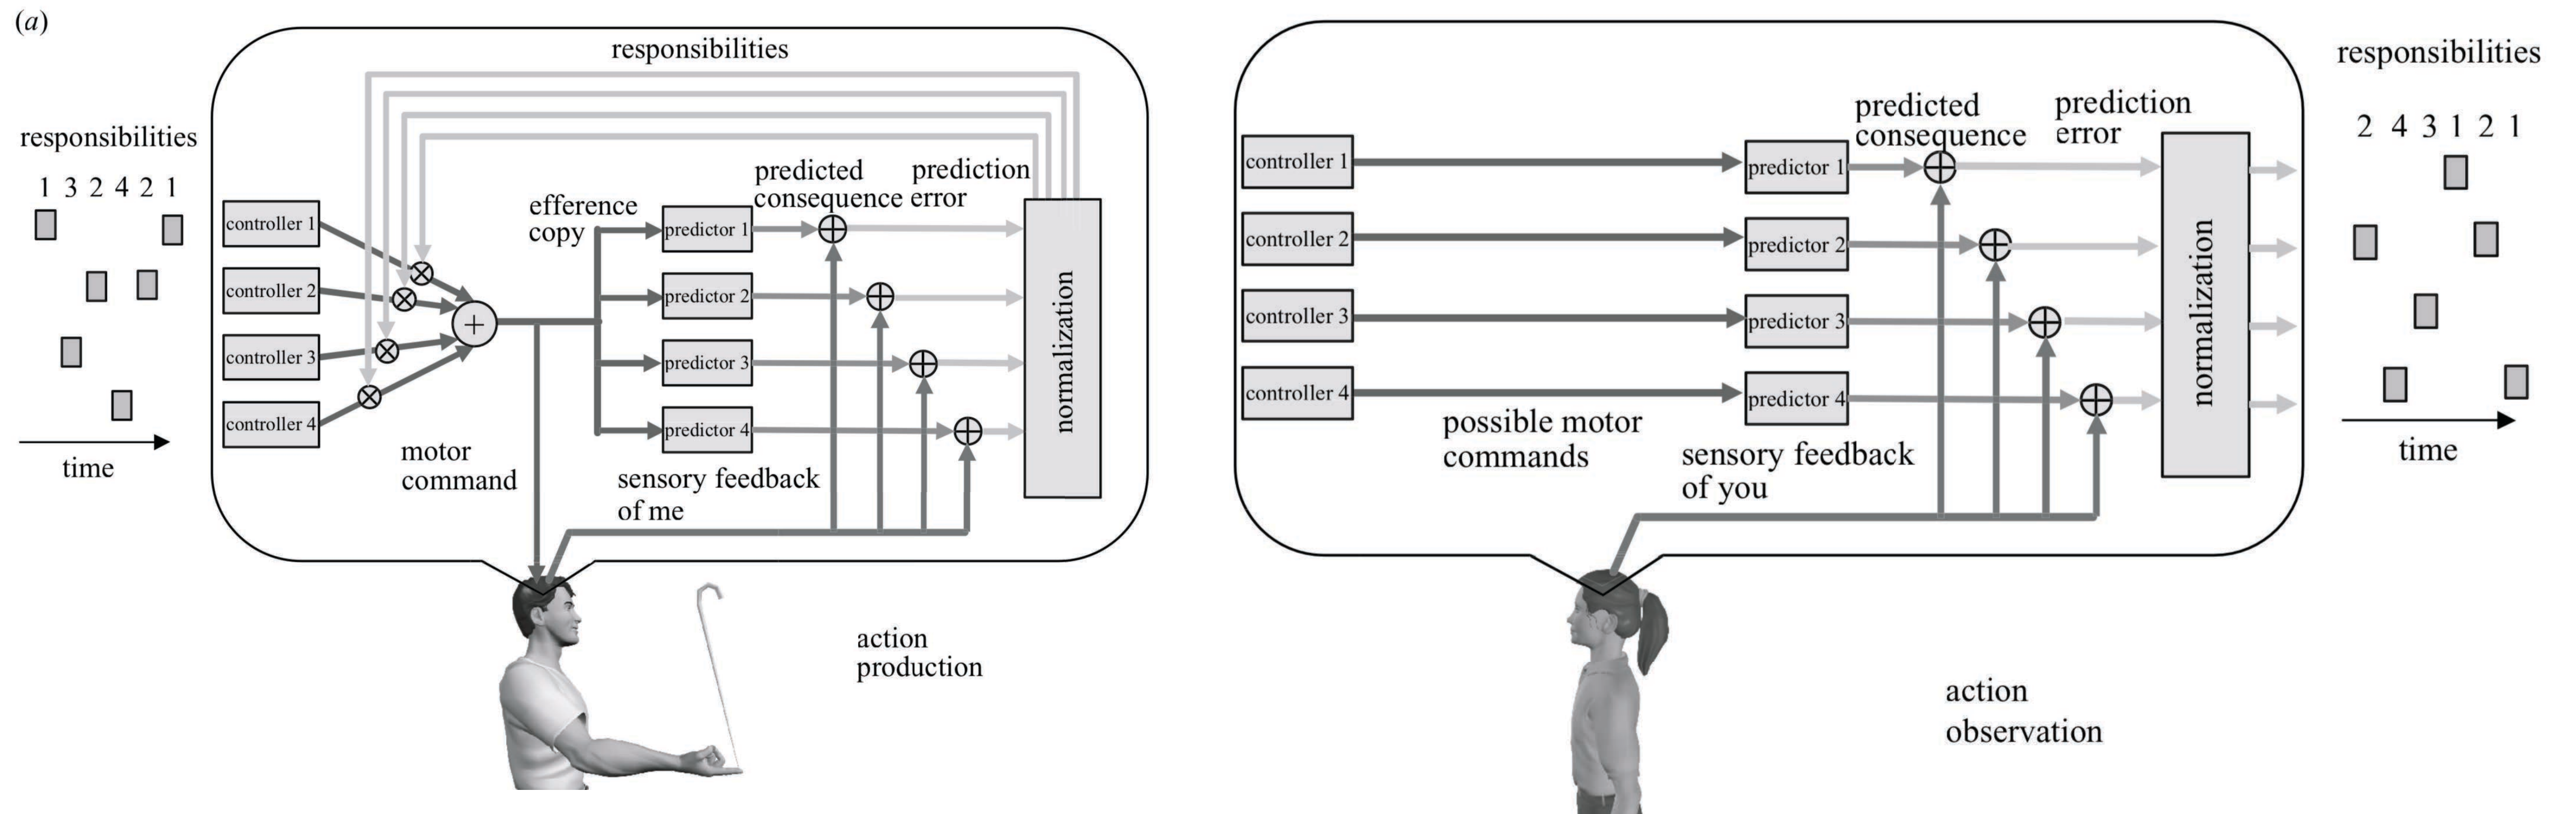 (a)
responsibilities
1 3 2 4 2 1
time
responsibilities
controller 1
controller 2
controller 3
controller 4
motor
command
efference
copy
predictor 1
predictor 2
predictor 3
predictor 4
predicted
consequence
prediction
error
normalization
sensory feedback
of me
action
production
controller 1
controller 2
controller 3
controller 4
possible motor
commands
predictor 1
predictor 2
predictor 3
predictor 4
predicted
consequence
prediction
error
normalization
sensory feedback
of you
action
observation
responsibilities
2 4 3 1 2 1
time